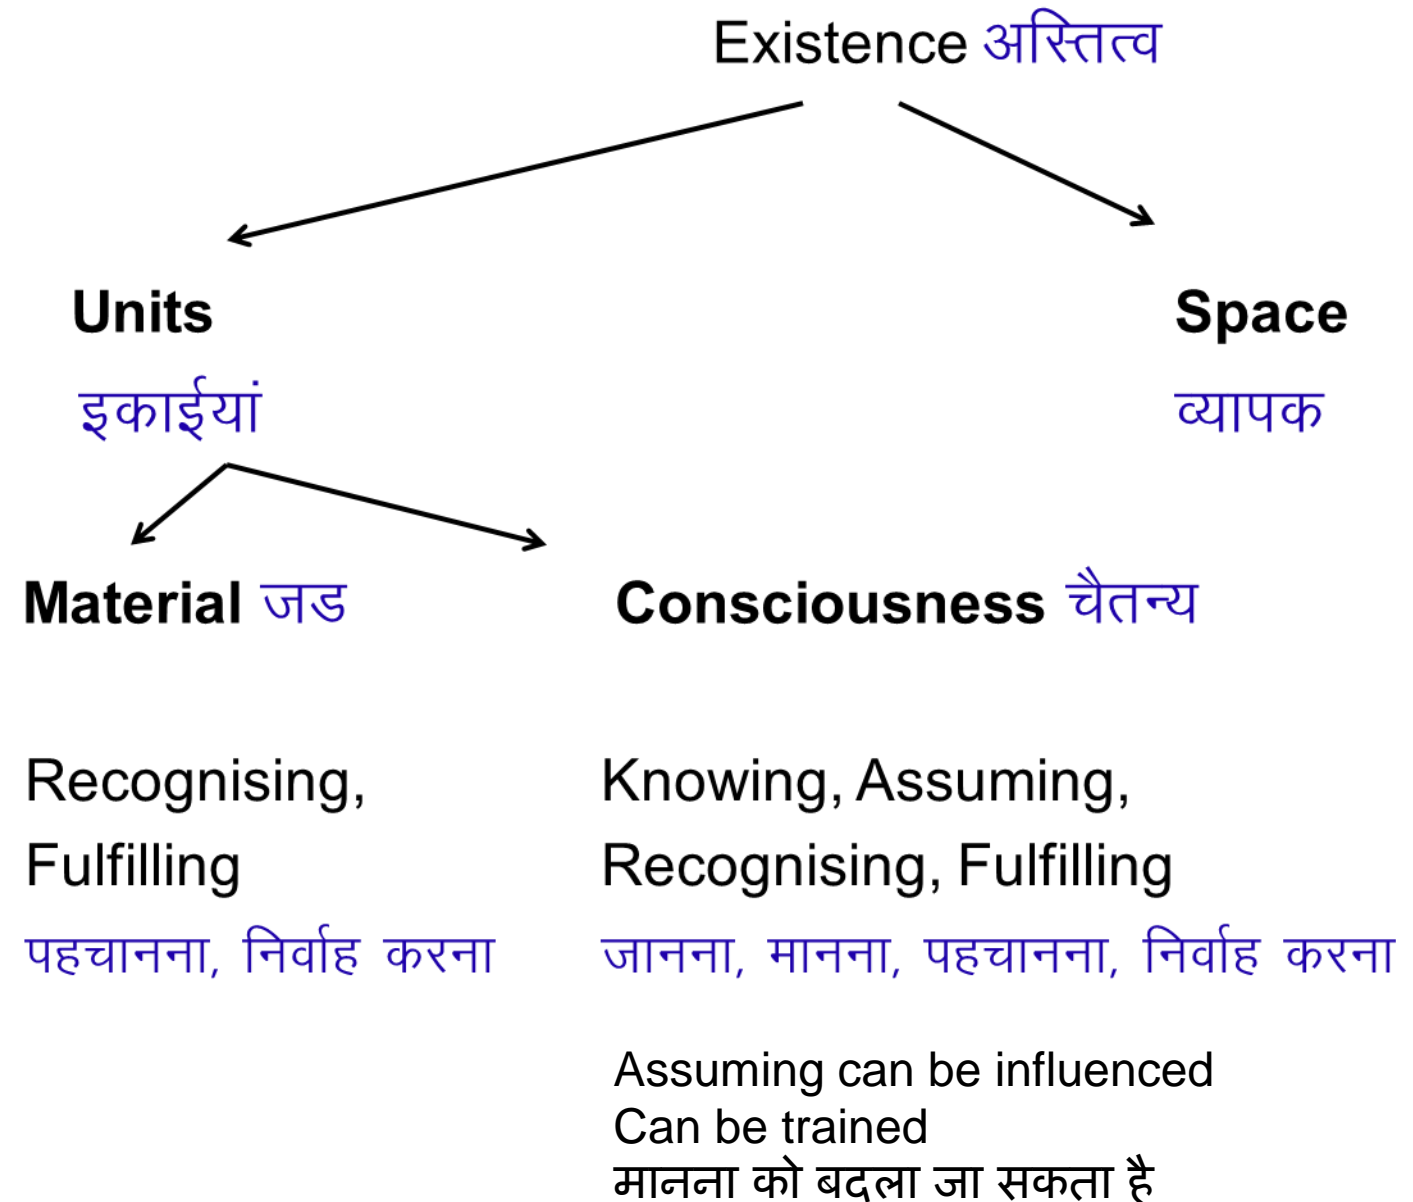 Existence अस्तित्व
Units
Space
इकाईयां
व्यापक
Material जड
Consciousness चैतन्य
Recognising,
Fulfilling
पहचानना, निर्वाह करना
Knowing, Assuming,
Recognising, Fulfilling
जानना, मानना, पहचानना, निर्वाह करना
Assuming can be influenced
Can be trained
मानना को बदला जा सकता है